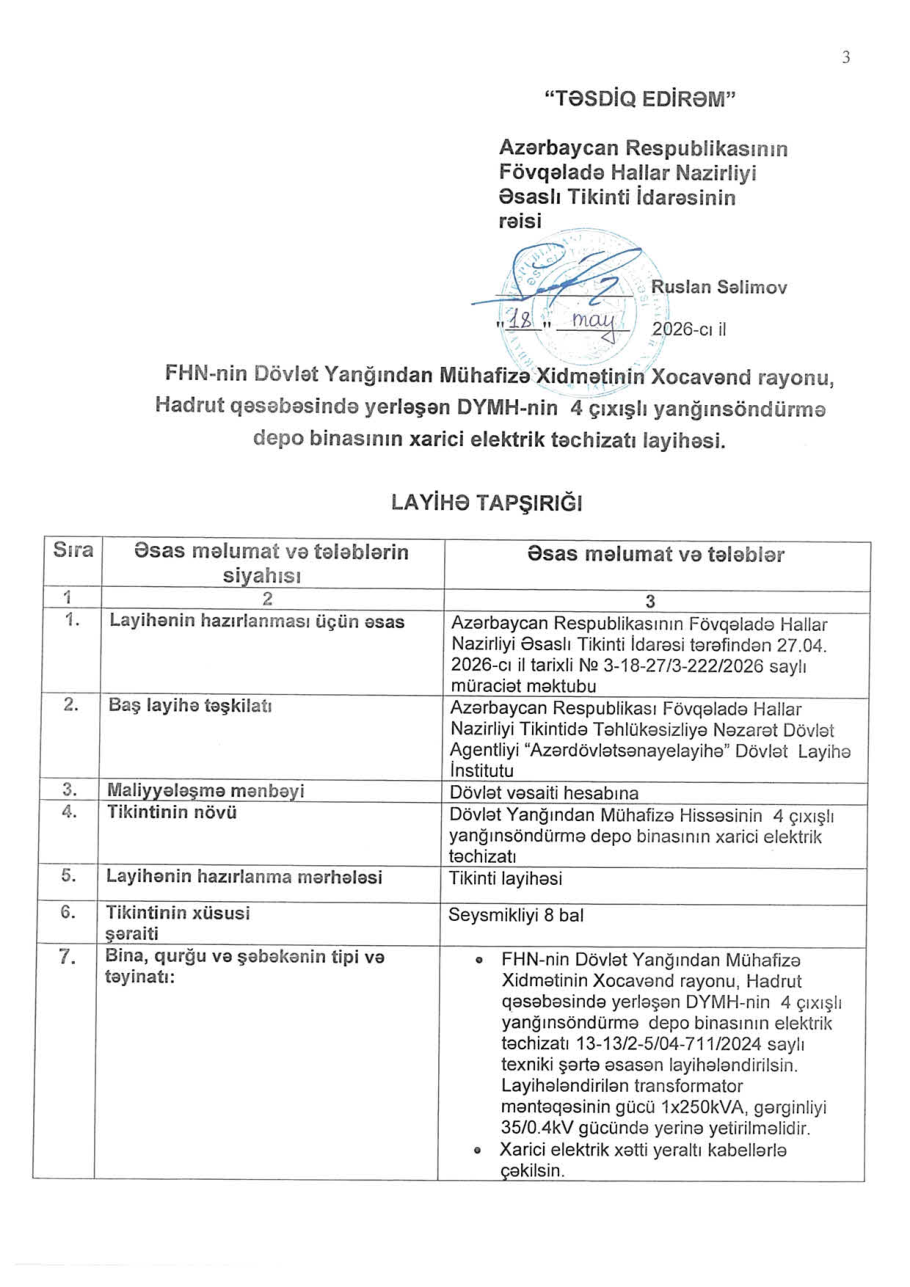 3
“TƏSDİQ EDİRƏM”
Azərbaycan Respublikasının
Fövqəladə Hallar Nazirliyi
Əsaslı Tikinti İdarəsinin
rəisi
Ruslan Səlimov
"18" may 2026-cı il
FHN-nin Dövlət Yanğından Mühafizə Xidmətinin Xocavənd rayonu,
Hadrut qəsəbəsində yerləşən DYMH-nin 4 çıxışlı yanğınsöndürmə
depo binasının xarici elektrik təchizatı layihəsi.
LAYİHƏ TAPŞIRIĞI
Sıra
Əsas məlumat və tələblərin
siyahısı
Əsas məlumat və tələblər
1
2
3
1.
Layihənin hazırlanması üçün əsas
Azərbaycan Respublikasının Fövqəladə Hallar
Nazirliyi Əsaslı Tikinti İdarəsi tərəfindən 27.04.
2026-cı il tarixli № 3-18-27/3-222/2026 saylı
müraciət məktubu
2.
Baş layihə təşkilatı
Azərbaycan Respublikası Fövqəladə Hallar
Nazirliyi Tikintidə Təhlükəsizliyə Nəzarət Dövlət
Agentliyi “Azərdövlətsənayelayihə” Dövlət Layihə
İnstitutu
3.
Maliyyələşmə mənbəyi
Dövlət vəsaiti hesabına
4.
Tikintinin növü
Dövlət Yanğından Mühafizə Hissəsinin 4 çıxışlı
yanğınsöndürmə depo binasının xarici elektrik
təchizatı
5.
Layihənin hazırlanma mərhələsi
Tikinti layihəsi
6.
Tikintinin xüsusi
şəraiti
Seysmikliyi 8 bal
7.
Bina, qurğu və şəbəkənin tipi və
təyinatı:
• FHN-nin Dövlət Yanğından Mühafizə
Xidmətinin Xocavənd rayonu, Hadrut
qəsəbəsində yerləşən DYMH-nin 4 çıxışlı
yanğınsöndürmə depo binasının elektrik
təchizatı 13-13/2-5/04-711/2024 saylı
texniki şərtə əsasən layihələndirilsin.
Layihələndirilən transformator
məntəqəsinin gücü 1x250kVA, gərginliyi
35/0.4kV gücündə yerinə yetirilməlidir.
• Xarici elektrik xətti yeraltı kabellərlə
çəkilsin.